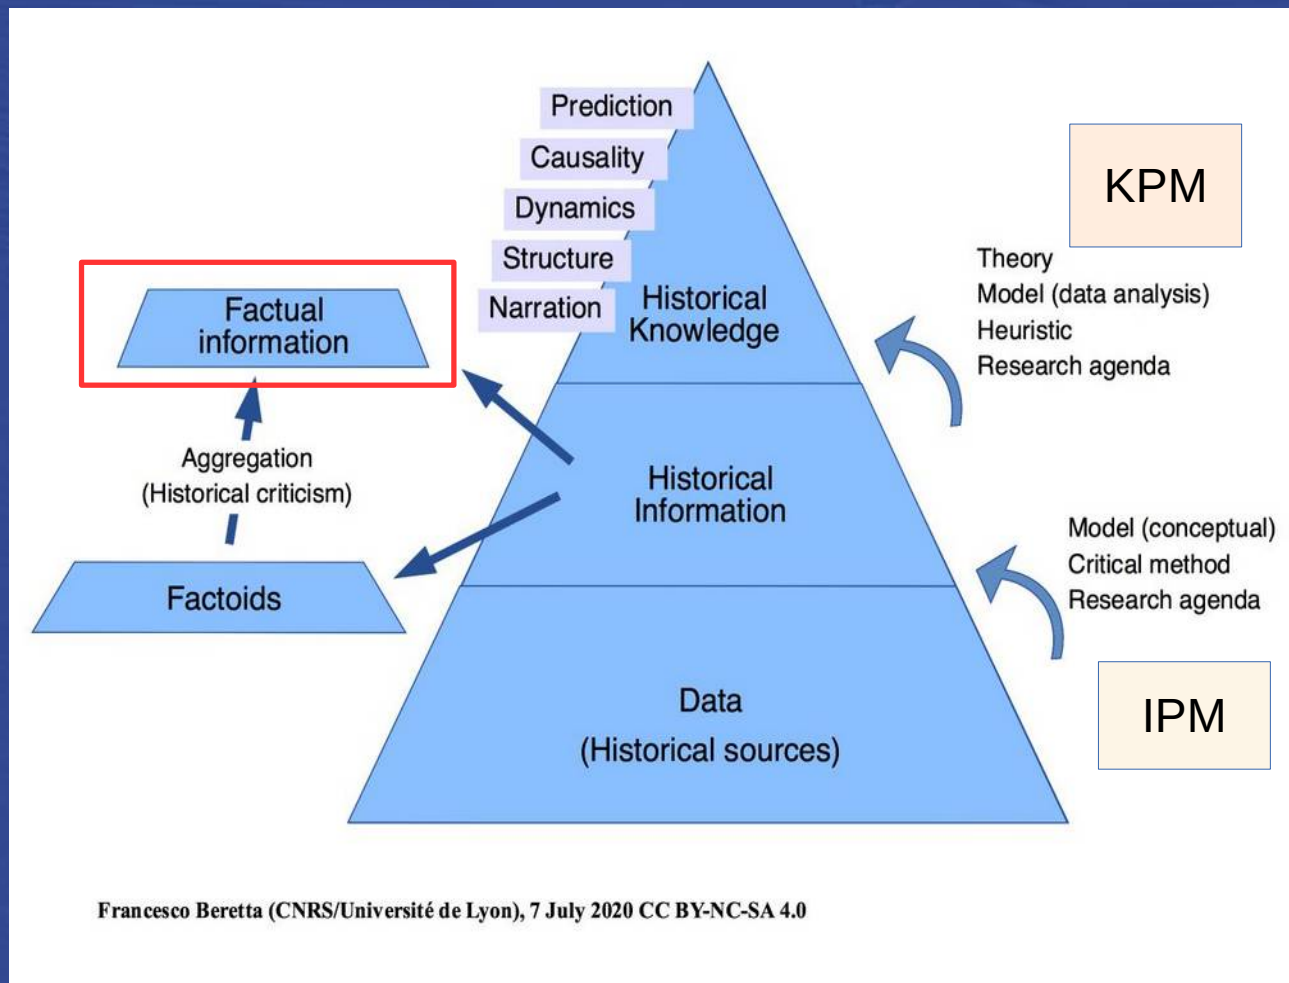 Prediction
Causality
Dynamics
Structure
Narration
Historical
Knowledge
KPM
Theory
Model (data analysis)
Heuristic
Research agenda
Factual
information
Aggregation
(Historical criticism)
Factoids
Historical
Information
Model (conceptual)
Critical method
Research agenda
IPM
Data
(Historical sources)
Francesco Beretta (CNRS/Université de Lyon), 7 July 2020 CC BY-NC-SA 4.0